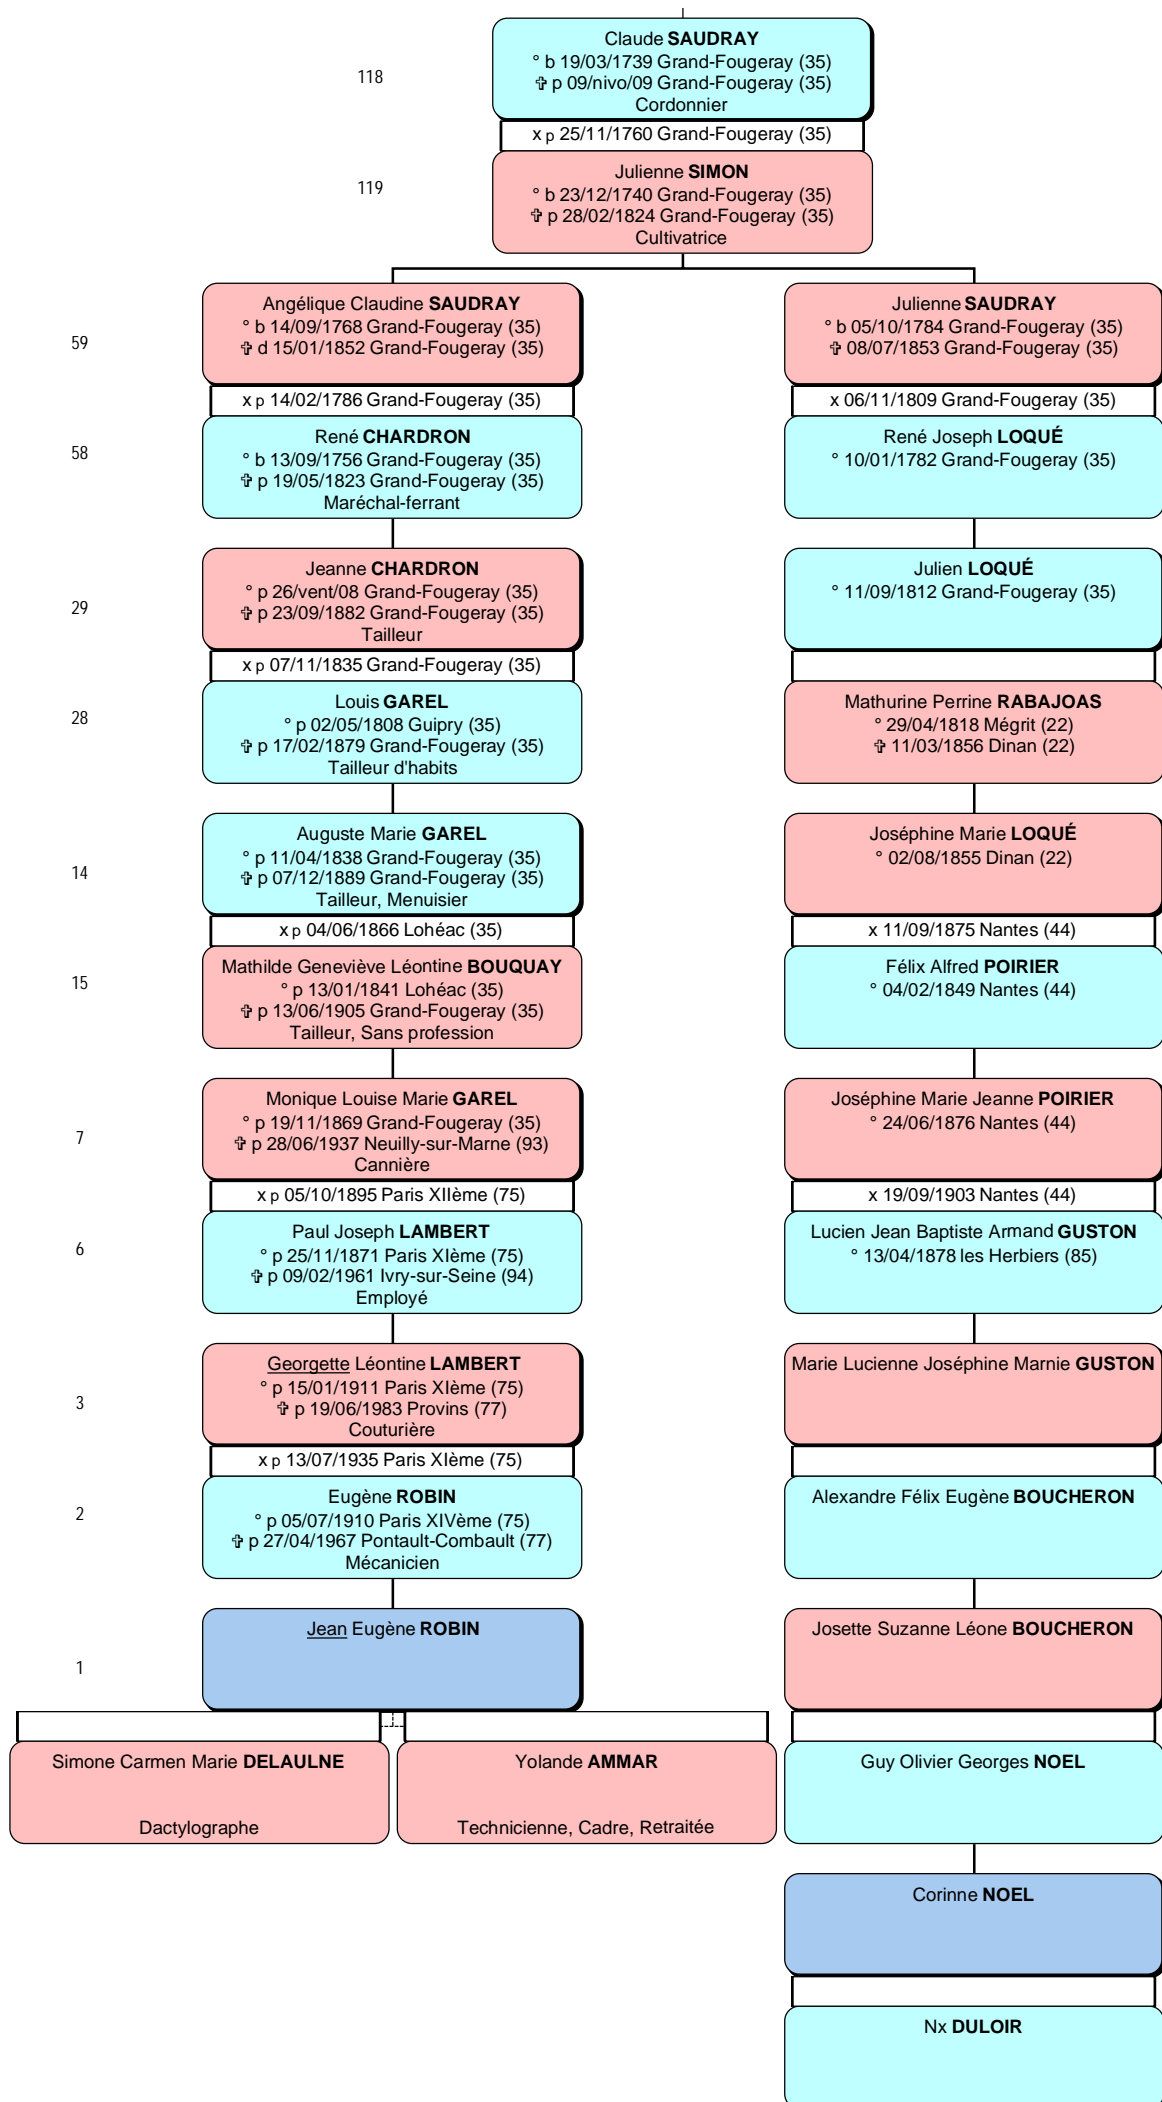 Claude SAUDRAY
° b 19/03/1739 Grand-Fougeray (35)
✞ p 09/nivo/09 Grand-Fougeray (35)
Cordonnier
118
x p 25/11/1760 Grand-Fougeray (35)
Julienne SIMON
° b 23/12/1740 Grand-Fougeray (35)
✞ p 28/02/1824 Grand-Fougeray (35)
Cultivatrice
119
Angélique Claudine SAUDRAY
° b 14/09/1768 Grand-Fougeray (35)
✞ d 15/01/1852 Grand-Fougeray (35)
59
Julienne SAUDRAY
° b 05/10/1784 Grand-Fougeray (35)
✞ 08/07/1853 Grand-Fougeray (35)
x p 14/02/1786 Grand-Fougeray (35)
x 06/11/1809 Grand-Fougeray (35)
René CHARDRON
° b 13/09/1756 Grand-Fougeray (35)
✞ p 19/05/1823 Grand-Fougeray (35)
Maréchal-ferrant
58
René Joseph LOQUÉ
° 10/01/1782 Grand-Fougeray (35)
Jeanne CHARDRON
° p 26/vent/08 Grand-Fougeray (35)
✞ p 23/09/1882 Grand-Fougeray (35)
Tailleur
29
Julien LOQUÉ
° 11/09/1812 Grand-Fougeray (35)
x p 07/11/1835 Grand-Fougeray (35)
Louis GAREL
° p 02/05/1808 Guipry (35)
✞ p 17/02/1879 Grand-Fougeray (35)
Tailleur d'habits
28
Mathurine Perrine RABAJOAS
° 29/04/1818 Mégrit (22)
✞ 11/03/1856 Dinan (22)
Auguste Marie GAREL
° p 11/04/1838 Grand-Fougeray (35)
✞ p 07/12/1889 Grand-Fougeray (35)
Tailleur, Menuisier
14
Joséphine Marie LOQUÉ
° 02/08/1855 Dinan (22)
x p 04/06/1866 Lohéac (35)
x 11/09/1875 Nantes (44)
Mathilde Geneviève Léontine BOUQUAY
° p 13/01/1841 Lohéac (35)
✞ p 13/06/1905 Grand-Fougeray (35)
Tailleur, Sans profession
15
Félix Alfred POIRIER
° 04/02/1849 Nantes (44)
Monique Louise Marie GAREL
° p 19/11/1869 Grand-Fougeray (35)
✞ p 28/06/1937 Neuilly-sur-Marne (93)
Cannière
7
Joséphine Marie Jeanne POIRIER
° 24/06/1876 Nantes (44)
x p 05/10/1895 Paris XIIème (75)
x 19/09/1903 Nantes (44)
Paul Joseph LAMBERT
° p 25/11/1871 Paris XIème (75)
✞ p 09/02/1961 Ivry-sur-Seine (94)
Employé
6
Lucien Jean Baptiste Armand GUSTON
° 13/04/1878 les Herbiers (85)
Georgette Léontine LAMBERT
° p 15/01/1911 Paris XIème (75)
✞ p 19/06/1983 Provins (77)
Couturière
3
Marie Lucienne Joséphine Marnie GUSTON
x p 13/07/1935 Paris XIème (75)
Eugène ROBIN
° p 05/07/1910 Paris XIVème (75)
✞ p 27/04/1967 Pontault-Combault (77)
Mécanicien
2
Alexandre Félix Eugène BOUCHERON
Jean Eugène ROBIN
1
Josette Suzanne Léone BOUCHERON
Simone Carmen Marie DELAULNE
Dactylographe
Yolande AMMAR
Technicienne, Cadre, Retraitée
Guy Olivier Georges NOEL
Corinne NOEL
Nx DULOIR